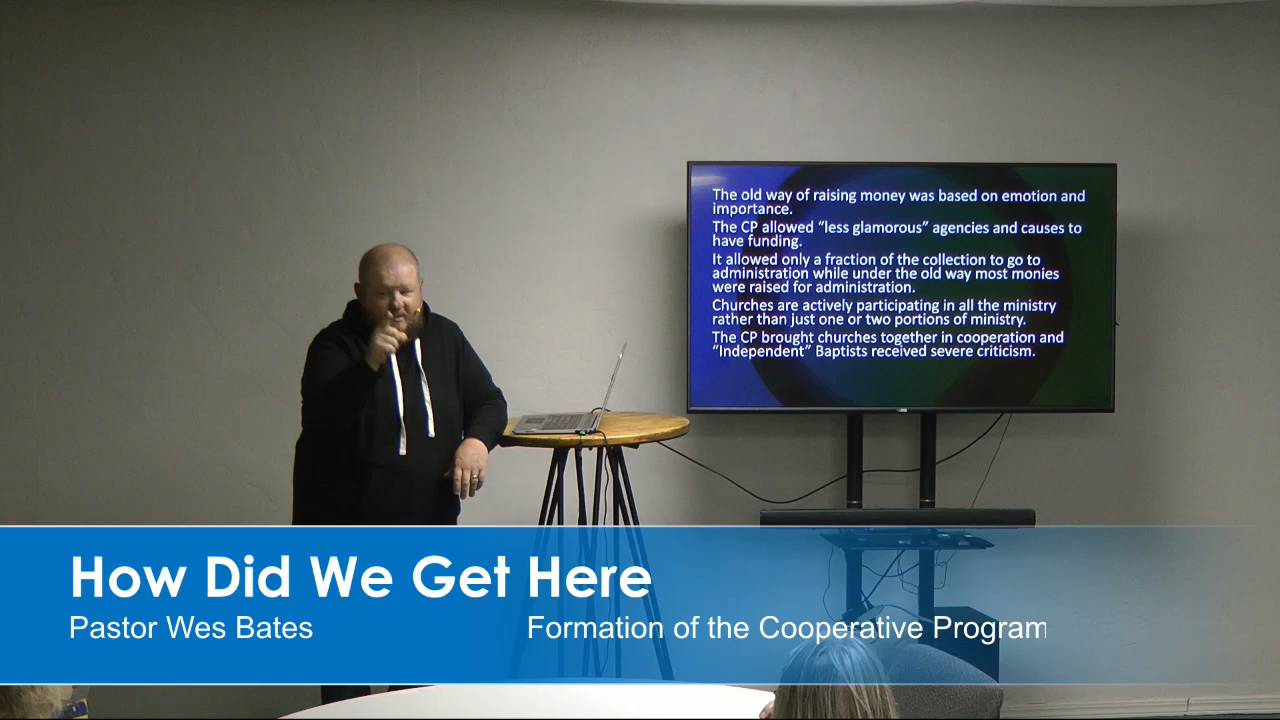 The old way of raising money was based on emotion and
importance.
The CP allowed “less glamorous” agencies and causes to
have funding.
It allowed only a fraction of the collection to go to
administration while under the old way most monies
were raised for administration.
Churches are actively participating in all the ministry
rather than just one or two portions of ministry.
The CP brought churches together in cooperation and
“Independent” Baptists received severe criticism.
How Did We Get Here
Pastor Wes Bates
Formation of the Cooperative Program